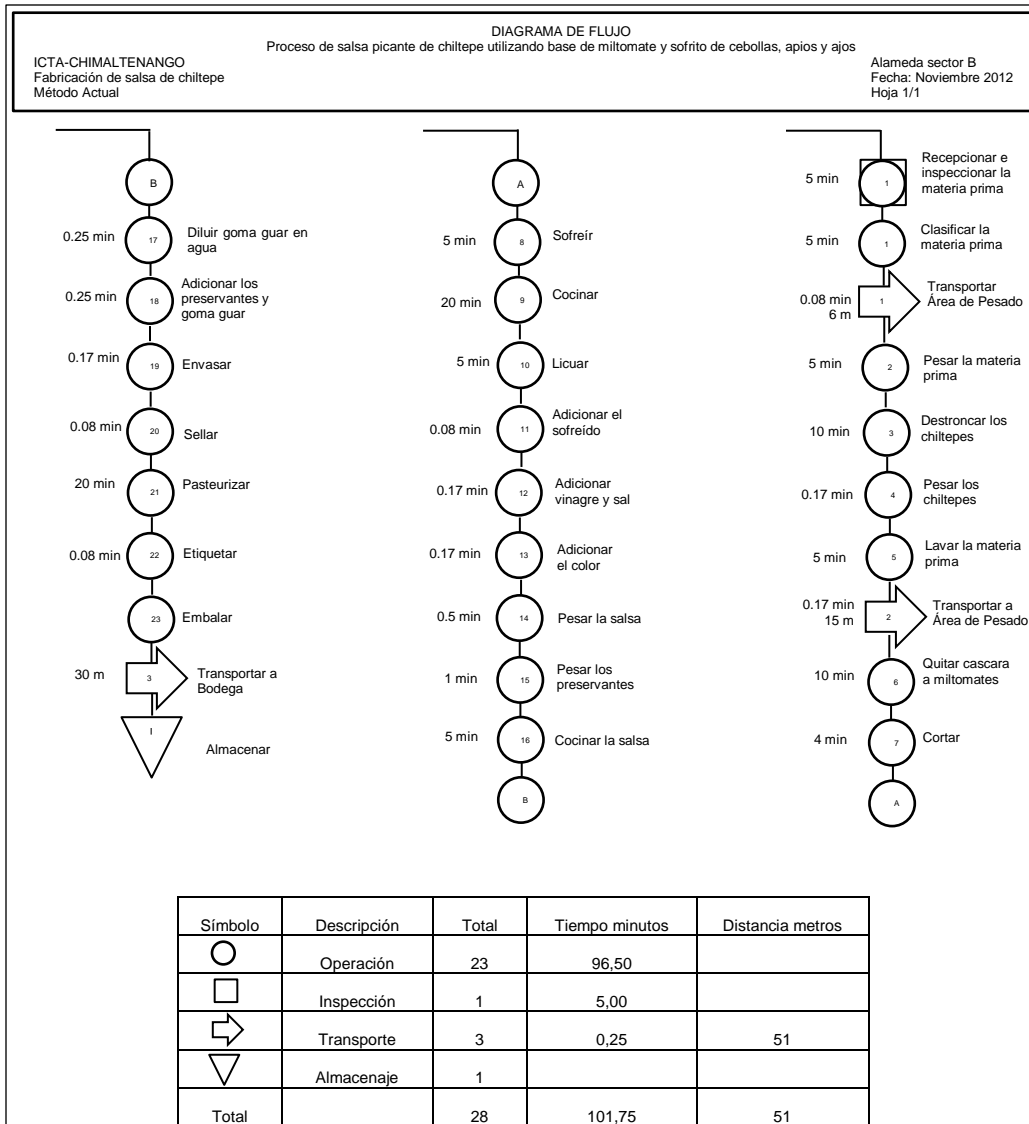 DIAGRAMA DE FLUJO
Proceso de salsa picante de chiltepe utilizando base de miltomate y sofrito de cebollas, apios y ajos
ICTA-CHIMALTENANGO
Fabricación de salsa de chiltepe
Método Actual
Alameda sector B
Fecha: Noviembre 2012
Hoja 1/1
B
0.25 min
17
Diluir goma guar en
agua
0.25 min
18
Adicionar los
preservantes y
goma guar
0.17 min
19
Envasar
0.08 min
20
Sellar
20 min
21
Pasteurizar
0.08 min
22
Etiquetar
23
Embalar
30 m
3
Transportar a
Bodega
I
Almacenar
A
5 min
8
Sofreír
20 min
9
Cocinar
5 min
10
Licuar
0.08 min
11
Adicionar el
sofreído
0.17 min
12
Adicionar
vinagre y sal
0.17 min
13
Adicionar
el color
0.5 min
14
Pesar la salsa
1 min
15
Pesar los
preservantes
5 min
16
Cocinar la salsa
B
5 min
1
Recepcionar e
inspeccionar la
materia prima
5 min
1
Clasificar la
materia prima
0.08 min
6 m
1
Transportar
Área de Pesado
5 min
2
Pesar la materia
prima
10 min
3
Destroncar los
chiltepes
0.17 min
4
Pesar los
chiltepes
5 min
5
Lavar la materia
prima
0.17 min
15 m
2
Transportar a
Área de Pesado
10 min
6
Quitar cascara
a miltomates
4 min
7
Cortar
A
Símbolo Descripción Total Tiempo minutos Distancia metros
Operación 23 96,50
Inspección 1 5,00
Transporte 3 0,25 51
Almacenaje 1
Total 28 101,75 51